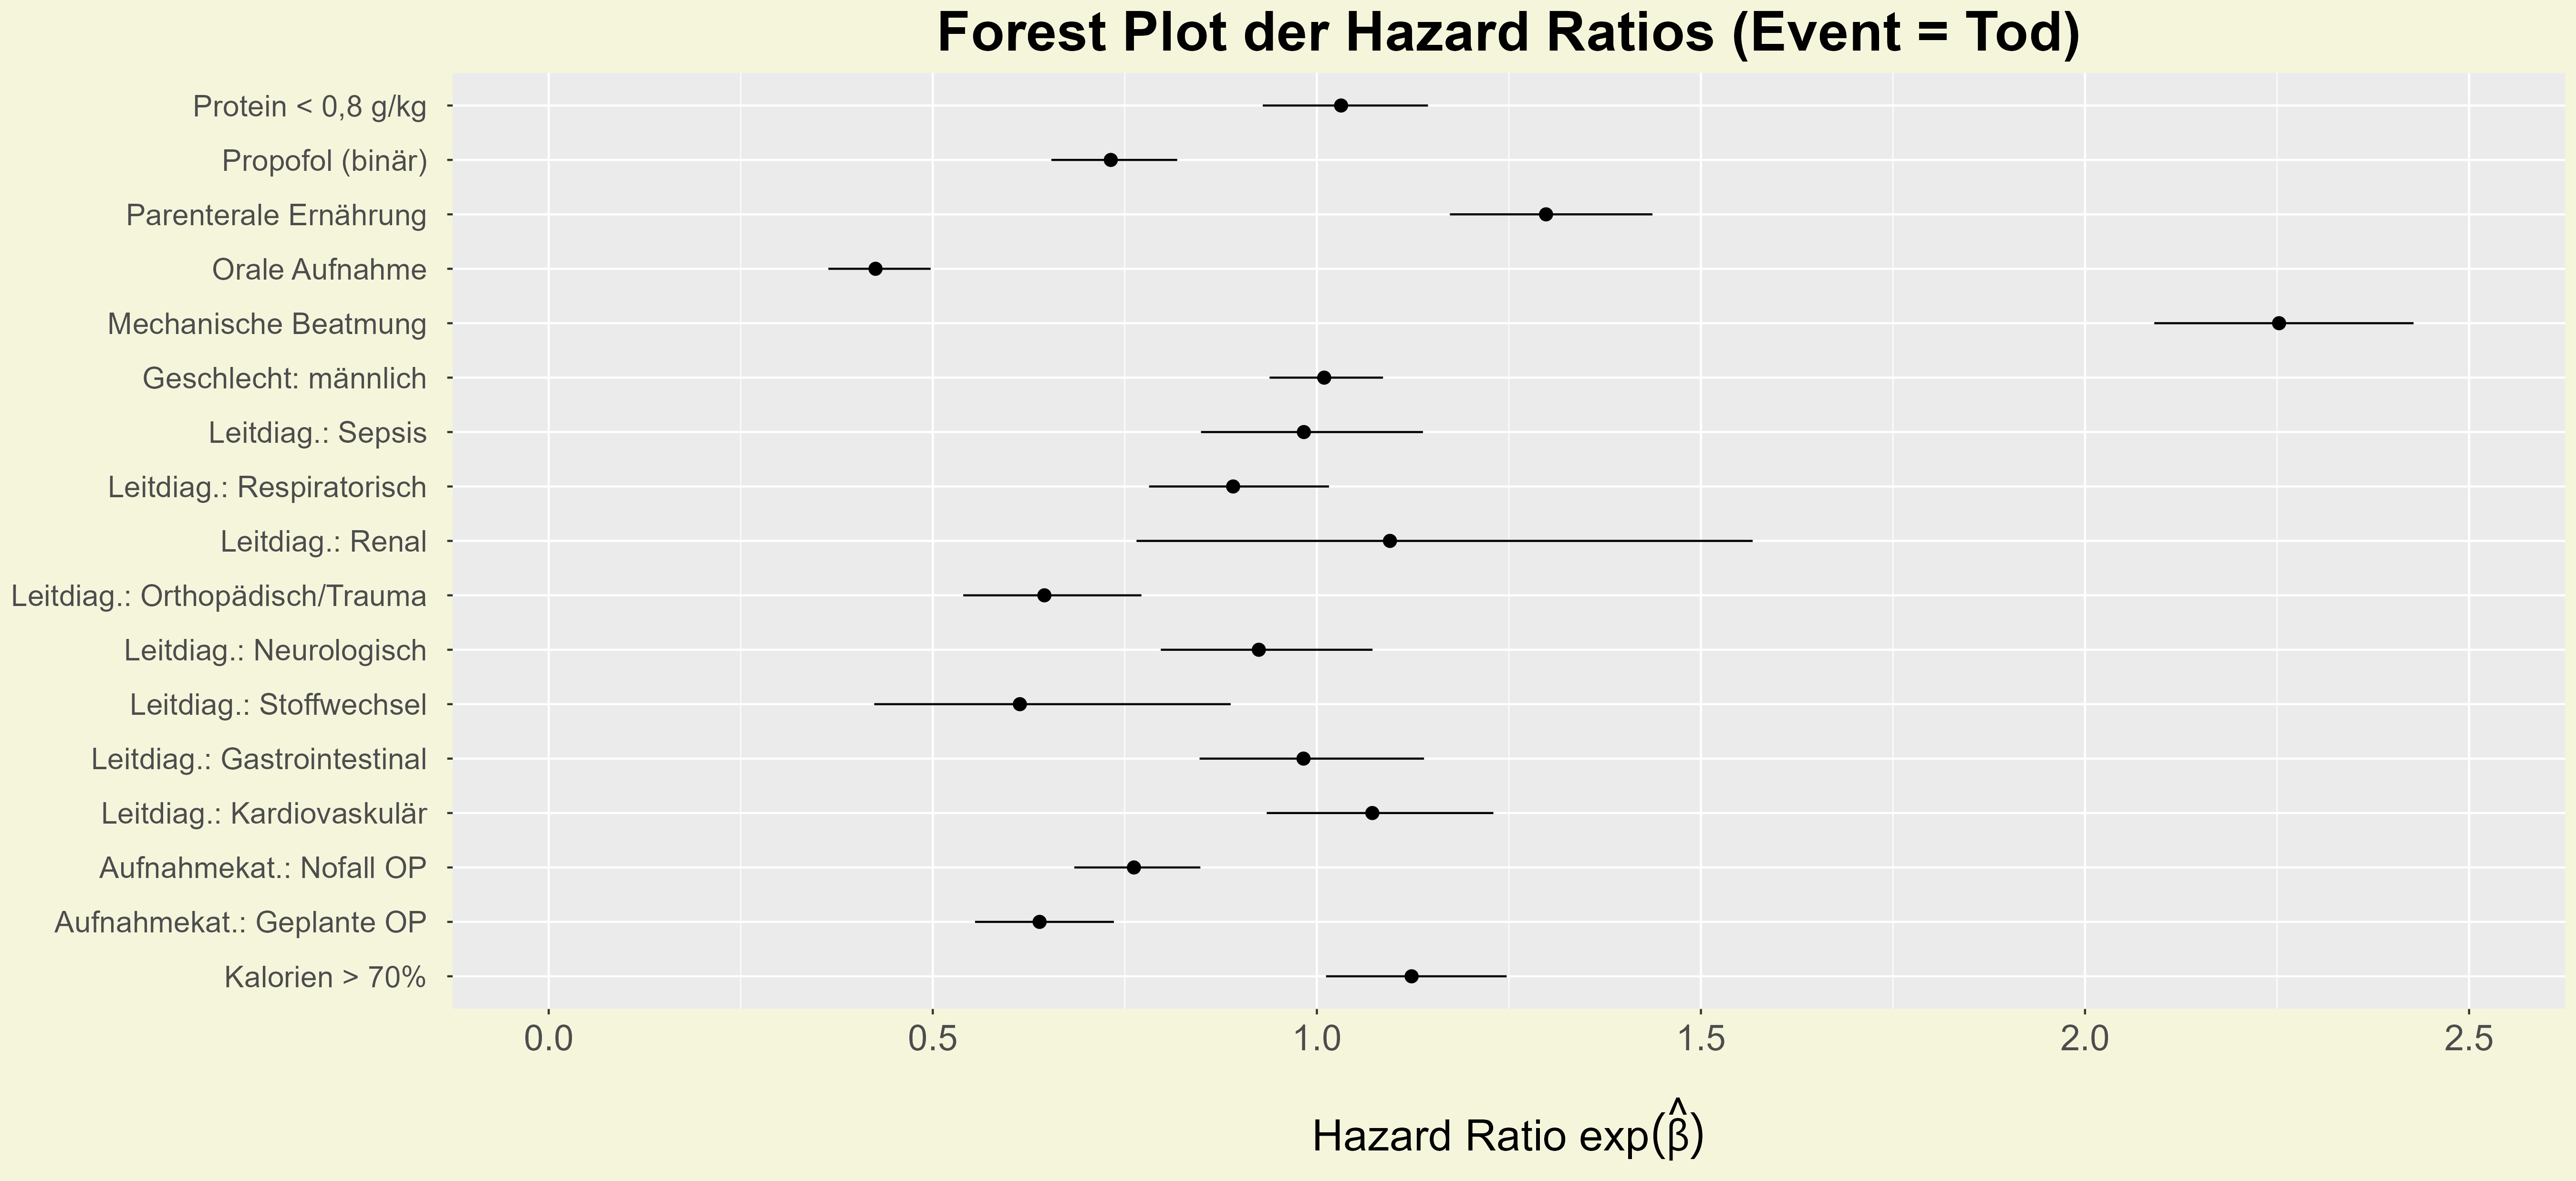 Forest Plot der Hazard Ratios (Event = Tod)
Protein < 0,8 g/kg
Propofol (binär)
Parenterale Ernährung
Orale Aufnahme
Mechanische Beatmung
Geschlecht: männlich
Leitdiag.: Sepsis
Leitdiag.: Respiratorisch
Leitdiag.: Renal
Leitdiag.: Orthopädisch/Trauma
Leitdiag.: Neurologisch
Leitdiag.: Stoffwechsel
Leitdiag.: Gastrointestinal
Leitdiag.: Kardiovaskulär
Aufnahmekat.: Nofall OP
Aufnahmekat.: Geplante OP
Kalorien > 70%
0.0 0.5 1.0 1.5 2.0 2.5
Hazard Ratio exp(β̂)